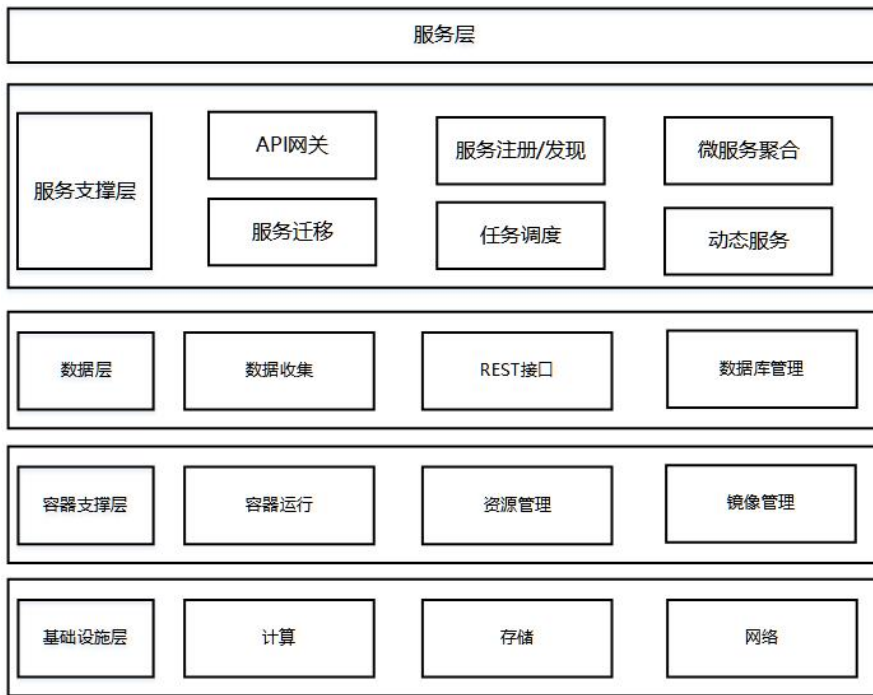 服务层
服务支撑层
API网关
服务注册/发现
微服务聚合
服务迁移
任务调度
动态服务
数据层
数据收集
REST接口
数据库管理
容器支撑层
容器运行
资源管理
镜像管理
基础设施层
计算
存储
网络